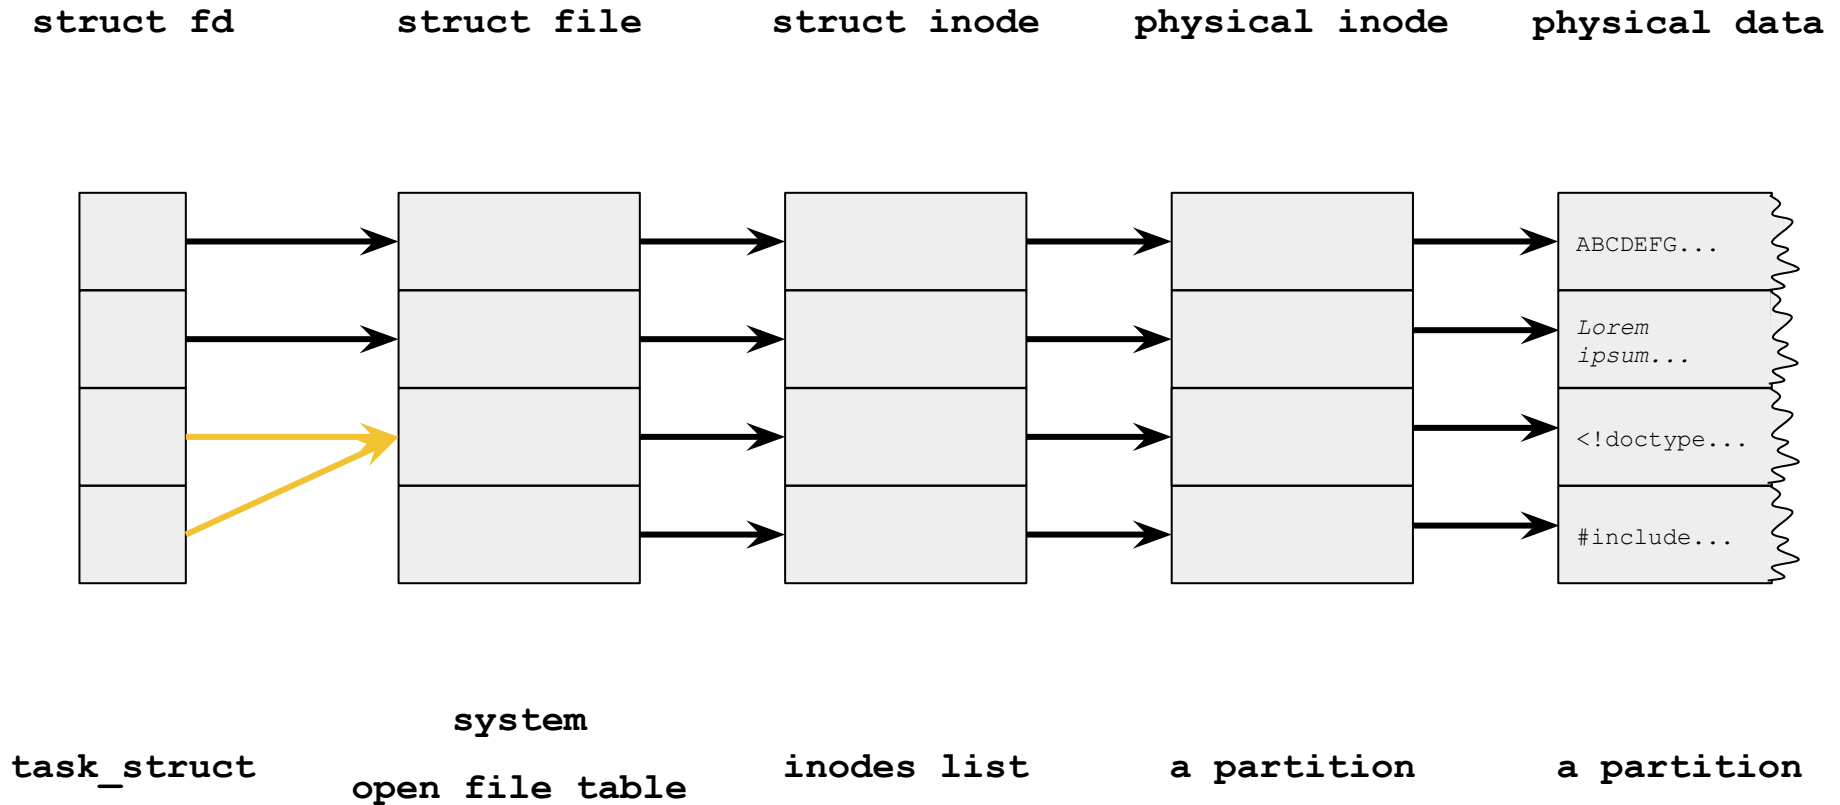 struct fd
struct file
struct inode
physical inode
physical data
ABCDEFG...
Lorem
ipsum...
<!doctype...
#include...
task_struct
system
open file table
inodes list
a partition
a partition